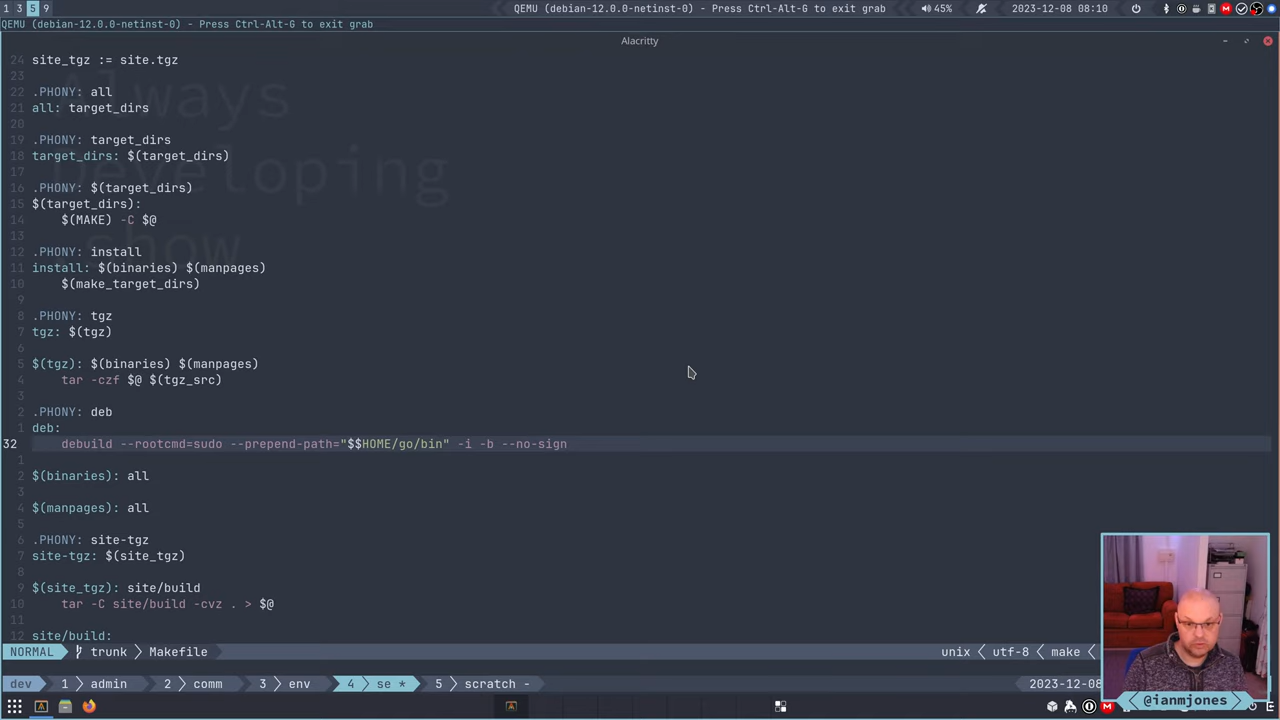 1 3 5 9
QEMU (debian-12.0.0-netinst-0) - Press Ctrl-Alt-G to exit grab
45%
2023-12-08 08:10
QEMU (debian-12.0.0-netinst-0) - Press Ctrl-Alt-G to exit grab
Alacritty
Always
Developing
show
24 site_tgz := site.tgz
23
22 .PHONY: all
21 all: target_dirs
20
19 .PHONY: target_dirs
18 target_dirs: $(target_dirs)
17
16 .PHONY: $(target_dirs)
15 $(target_dirs):
14 $(MAKE) -C $@
13
12 .PHONY: install
11 install: $(binaries) $(manpages)
10 $(make_target_dirs)
9
8 .PHONY: tgz
7 tgz: $(tgz)
6
5 $(tgz): $(binaries) $(manpages)
4 tar -czf $@ $(tgz_src)
3
2 .PHONY: deb
1 deb:
32 debuild --rootcmd=sudo --prepend-path="$$HOME/go/bin" -i -b --no-sign
1
2 $(binaries): all
3
4 $(manpages): all
5
6 .PHONY: site-tgz
7 site-tgz: $(site_tgz)
8
9 $(site_tgz): site/build
10 tar -C site/build -cvz . > $@
11
12 site/build:
NORMAL trunk Makefile unix utf-8 make
dev 1 admin 2 comm 3 env 4 se * 5 scratch - 2023-12-08
@ianmjones